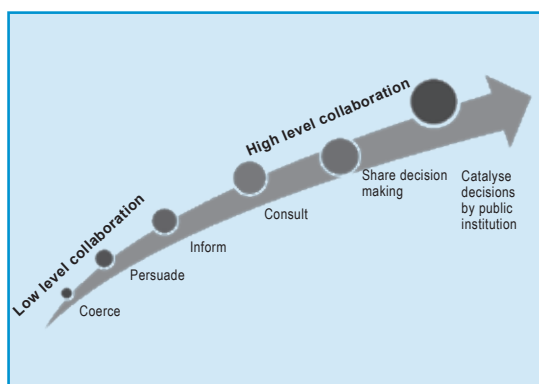 Low level collaboration
High level collaboration
Coerce
Persuade
Inform
Consult
Share decision
making
Catalyse
decisions
by public
institution